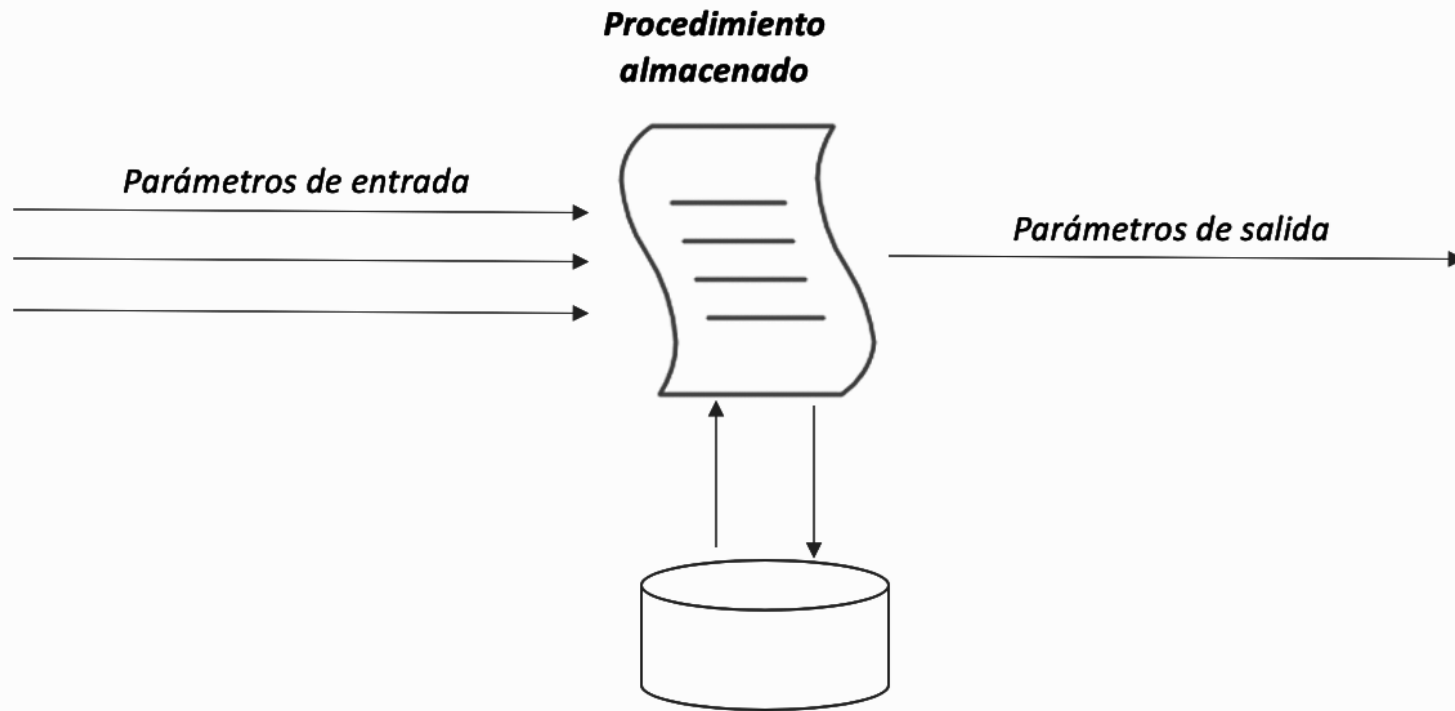 Procedimiento
almacenado
Parámetros de entrada
Parámetros de salida